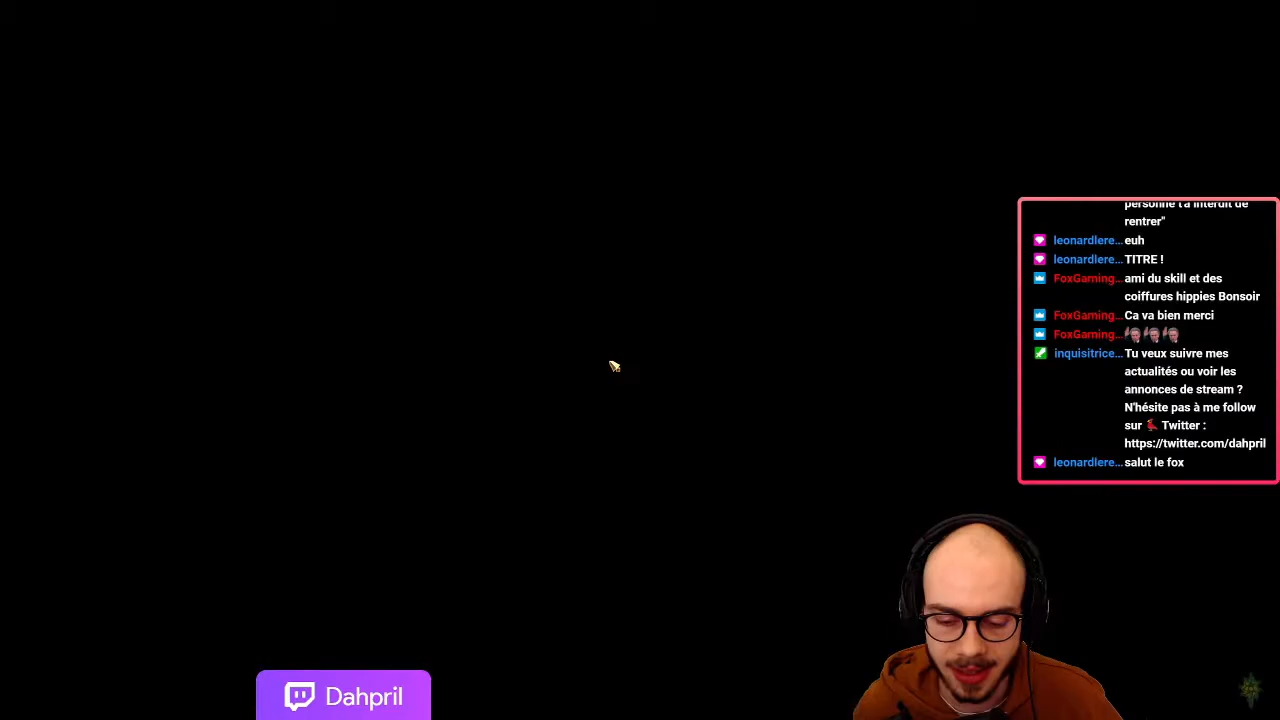 personne t'a interdit de
rentrer"
leonardlere... euh
leonardlere... TITRE !
FoxGaming... ami du skill et des
coiffures hippies Bonsoir
FoxGaming... Ca va bien merci
FoxGaming...
inquisitrice... Tu veux suivre mes
actualités ou voir les
annonces de stream ?
N'hésite pas à me follow
sur Twitter :
https://twitter.com/dahpril
leonardlere... salut le fox
Dahpril